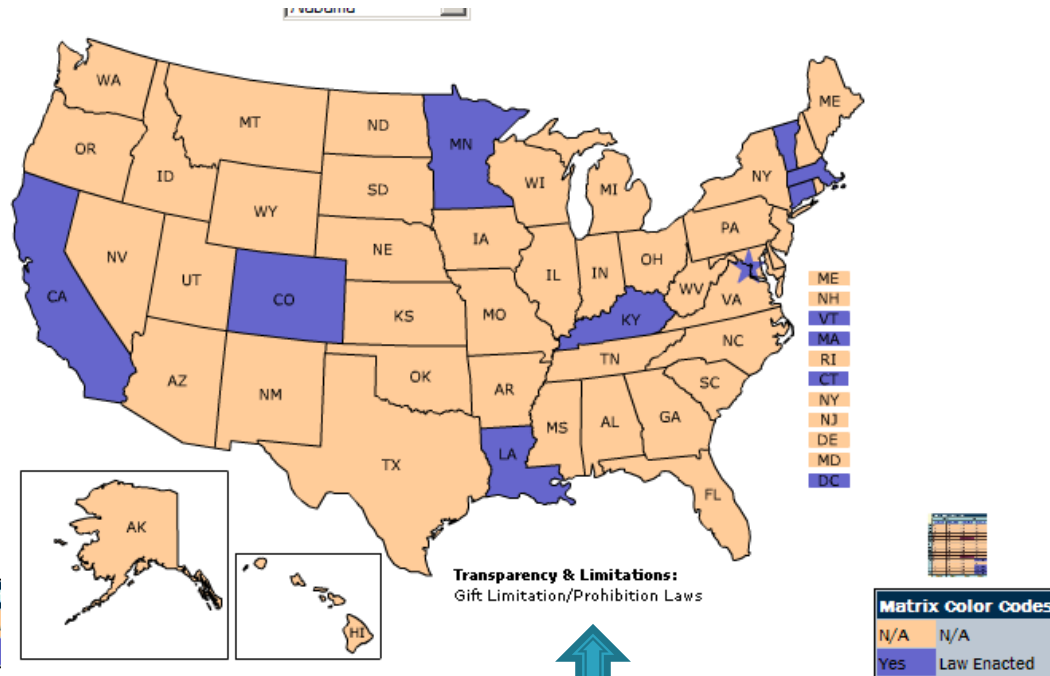 Alabama
WA
ME
MT
ND
MN
OR
NY
ID
WI
MI
SD
WY
PA
IA
NE
OH
NV
IL
IN
UT
WV
CA
CO
VA
KS
MO
KY
NC
TN
OK
AZ
AR
SC
NM
MS
AL
GA
LA
TX
FL
ME
NH
VT
MA
RI
CT
NY
NJ
DE
MD
DC
AK
HI
Transparency & Limitations:
Gift Limitation/Prohibition Laws
Matrix Color Codes
N/A N/A
Yes Law Enacted